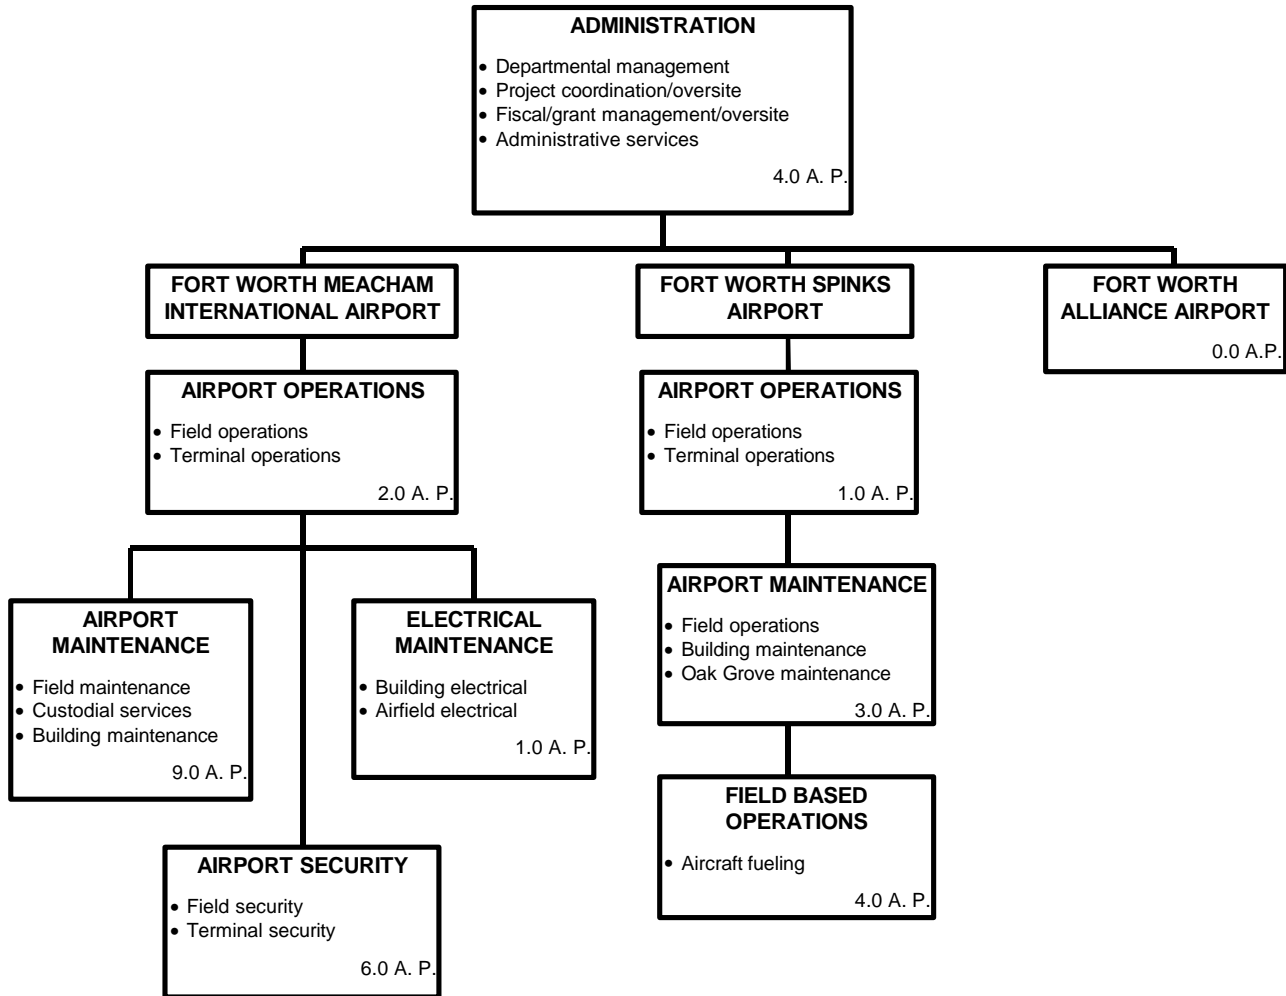 ADMINISTRATION
• Departmental management
• Project coordination/oversite
• Fiscal/grant management/oversite
• Administrative services
4.0 A. P.
FORT WORTH MEACHAM
INTERNATIONAL AIRPORT
FORT WORTH SPINKS
AIRPORT
FORT WORTH
ALLIANCE AIRPORT
0.0 A.P.
AIRPORT OPERATIONS
• Field operations
• Terminal operations
2.0 A. P.
AIRPORT OPERATIONS
• Field operations
• Terminal operations
1.0 A. P.
AIRPORT
MAINTENANCE
• Field maintenance
• Custodial services
• Building maintenance
9.0 A. P.
ELECTRICAL
MAINTENANCE
• Building electrical
• Airfield electrical
1.0 A. P.
AIRPORT MAINTENANCE
• Field operations
• Building maintenance
• Oak Grove maintenance
3.0 A. P.
AIRPORT SECURITY
• Field security
• Terminal security
6.0 A. P.
FIELD BASED
OPERATIONS
• Aircraft fueling
4.0 A. P.